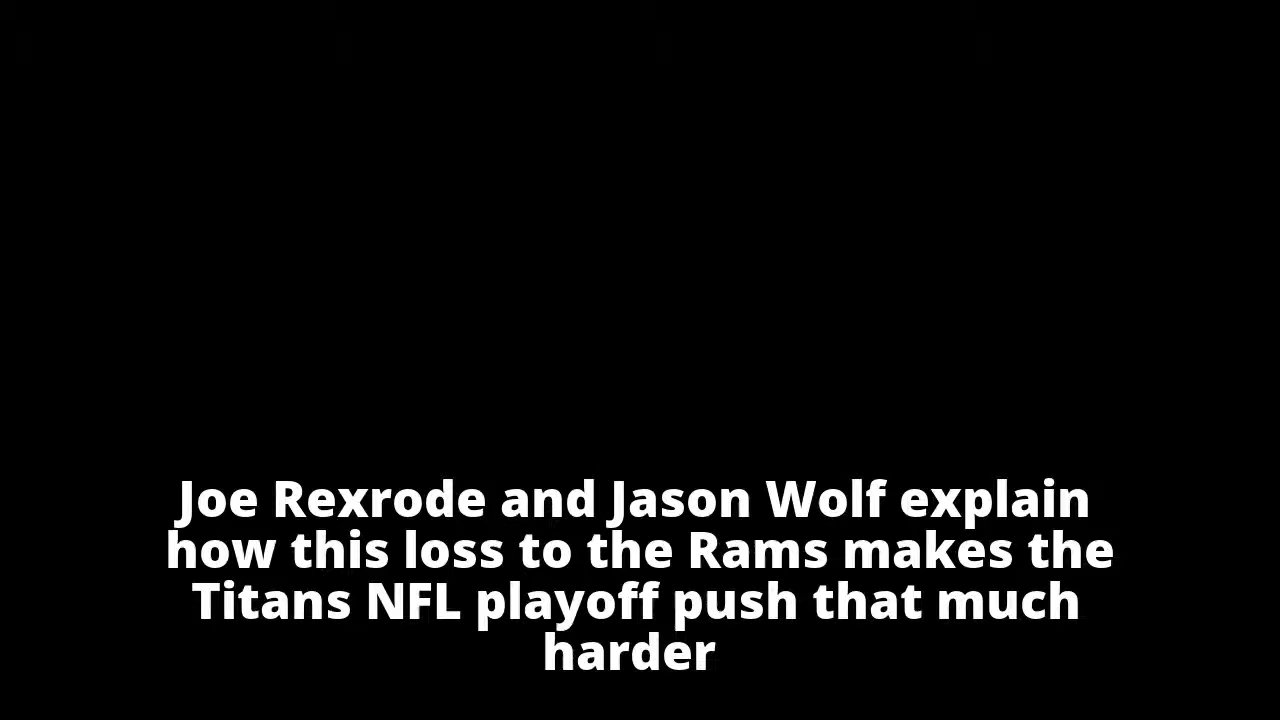 Joe Rexrode and Jason Wolf explain
how this loss to the Rams makes the
Titans NFL playoff push that much
harder